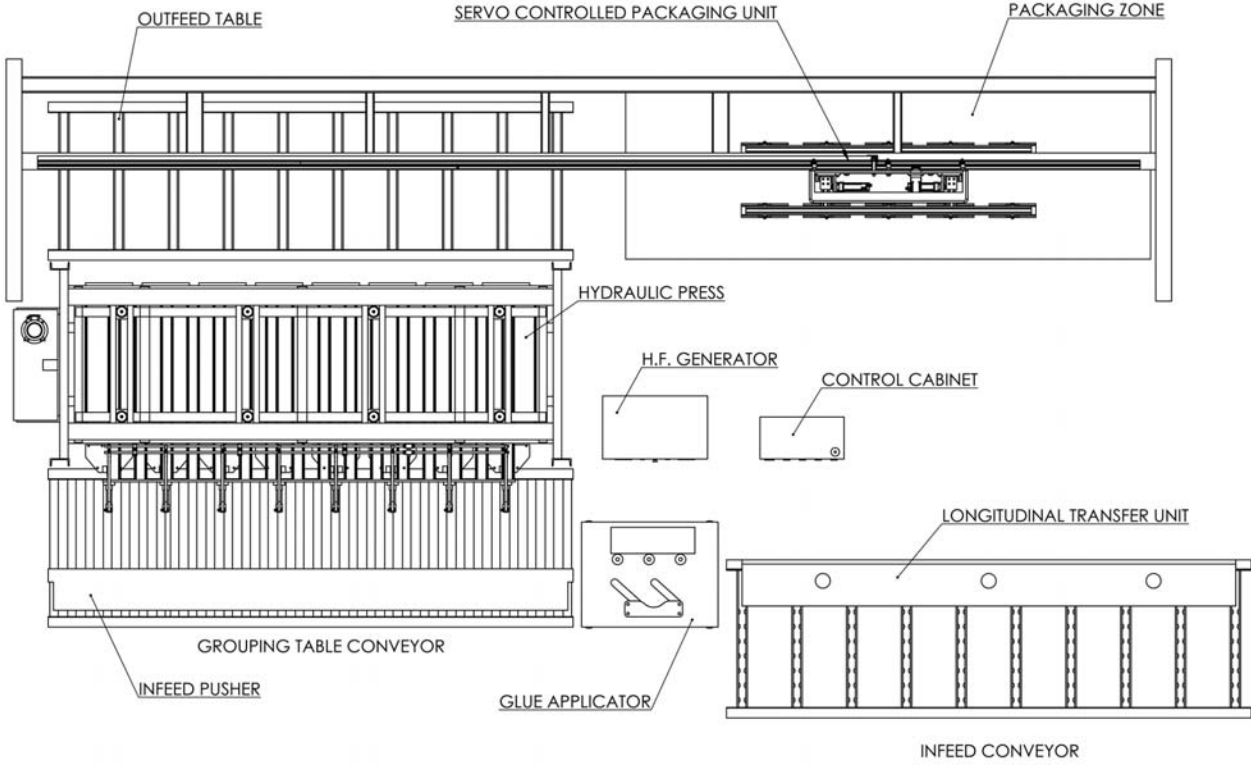 OUTFEED TABLE
SERVO CONTROLLED PACKAGING UNIT
PACKAGING ZONE
HYDRAULIC PRESS
H.F. GENERATOR
CONTROL CABINET
LONGITUDINAL TRANSFER UNIT
GROUPING TABLE CONVEYOR
INFEED PUSHER
GLUE APPLICATOR
INFEED CONVEYOR